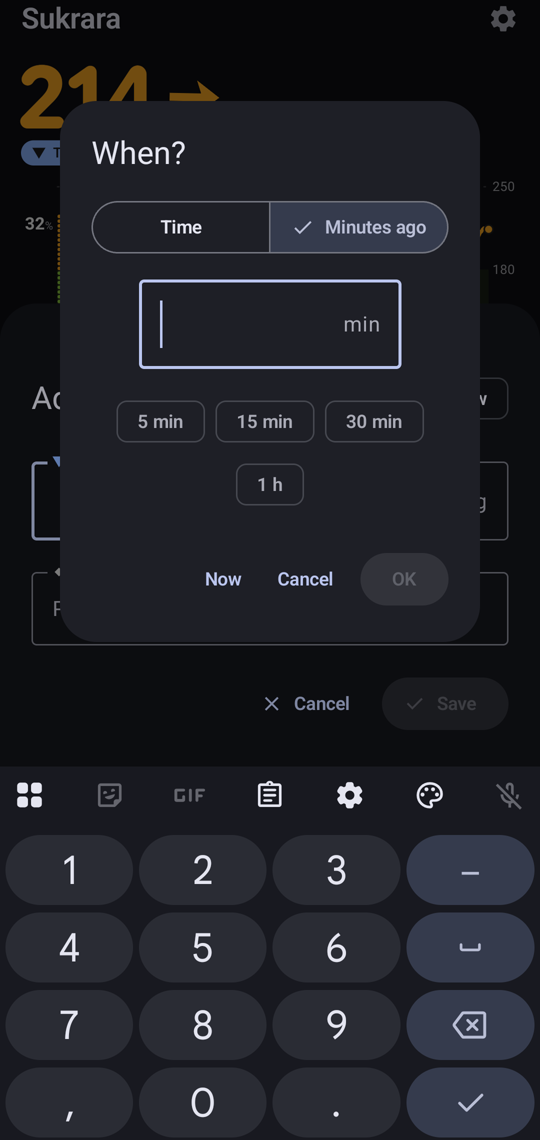 Sukrara
214
When?
250
32%
Time
Minutes ago
180
min
5 min
15 min
30 min
1 h
Now
Cancel
OK
Cancel
Save
GIF
1 2 3 –
4 5 6
7 8 9
, 0 .